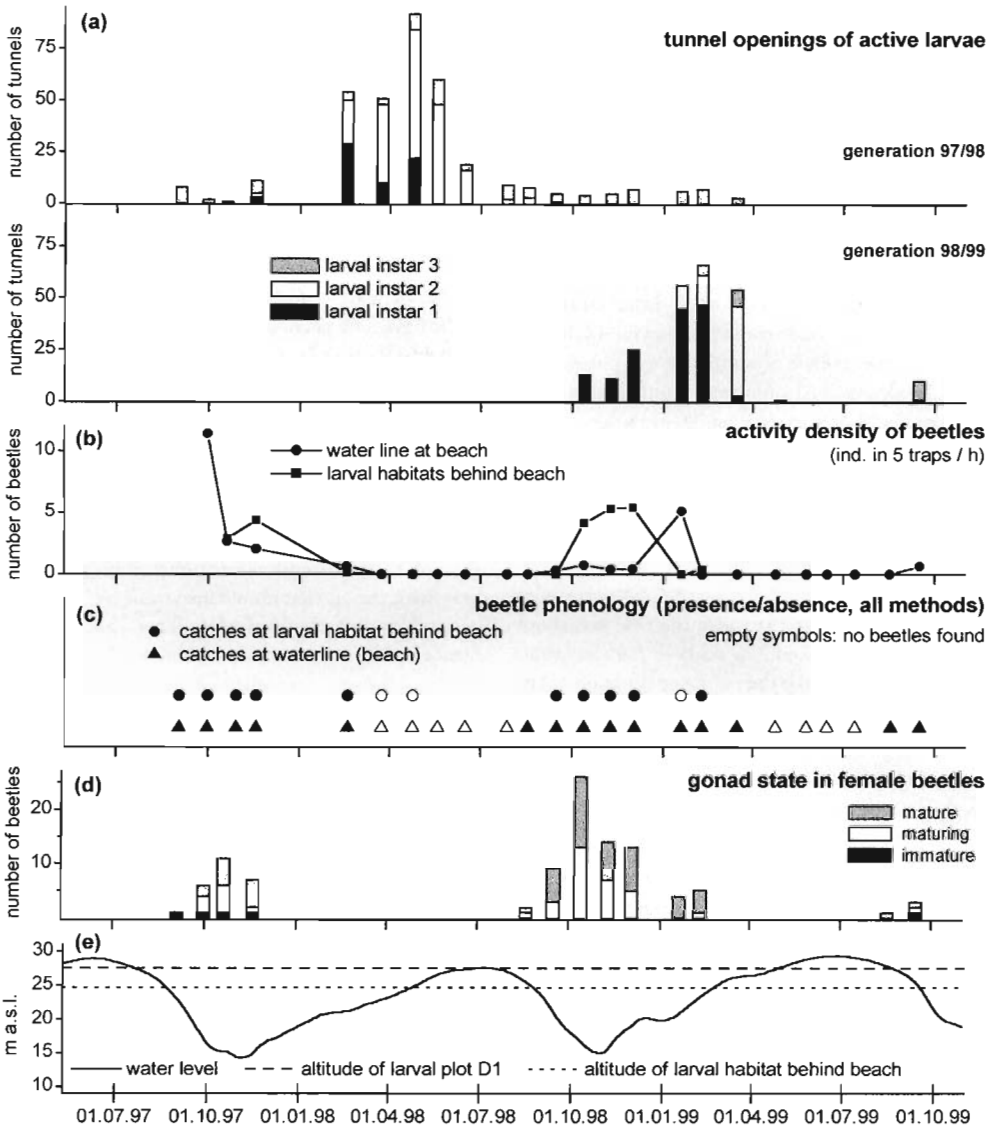 (a)
tunnel openings of active larvae
number of tunnels
75
50
25
0
generation 97/98
number of tunnels
75
50
25
0
generation 98/99
larval instar 3
larval instar 2
larval instar 1
(b)
activity density of beetles
(ind. in 5 traps / h)
number of beetles
10
5
0
water line at beach
larval habitats behind beach
(c)
beetle phenology (presence/absence, all methods)
empty symbols: no beetles found
catches at larval habitat behind beach
catches at waterline (beach)
(d)
gonad state in female beetles
number of beetles
20
10
mature
maturing
immature
(e)
m a.s.l.
30
25
20
15
10
water level
altitude of larval plot D1
altitude of larval habitat behind beach
01.07.97 01.10.97 01.01.98 01.04.98 01.07.98 01.10.98 01.01.99 01.04.99 01.07.99 01.10.99